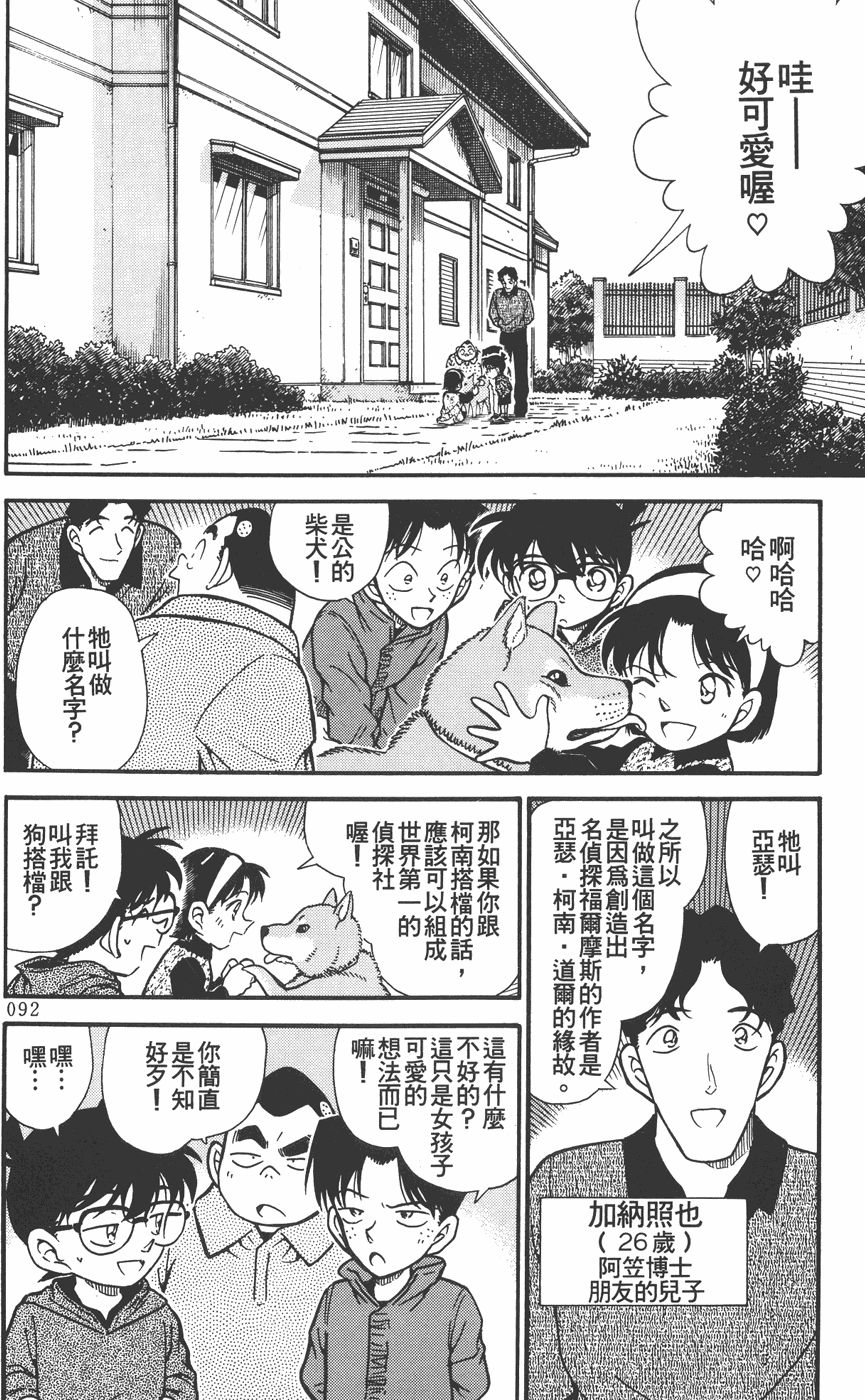 哇——
好可愛喔♡
啊哈哈
哈♡
是公的
柴犬！
牠叫做
什麼名字？
牠叫
亞瑟！
之所以
叫做這個名字，
是因為創造出
名偵探福爾摩斯的作者是
亞瑟・柯南・道爾的緣故。
加納照也
（26歲）
阿笠博士
朋友的兒子
那如果你跟
柯南搭檔的話，
應該可以組成
世界第一的
偵探社
喔！
拜託！
叫我跟
狗搭檔？
092
這有什麼
不好的？
這只是女孩子
可愛的
想法而已
嘛！
你簡直
是不知
好歹！
嘿…
嘿…